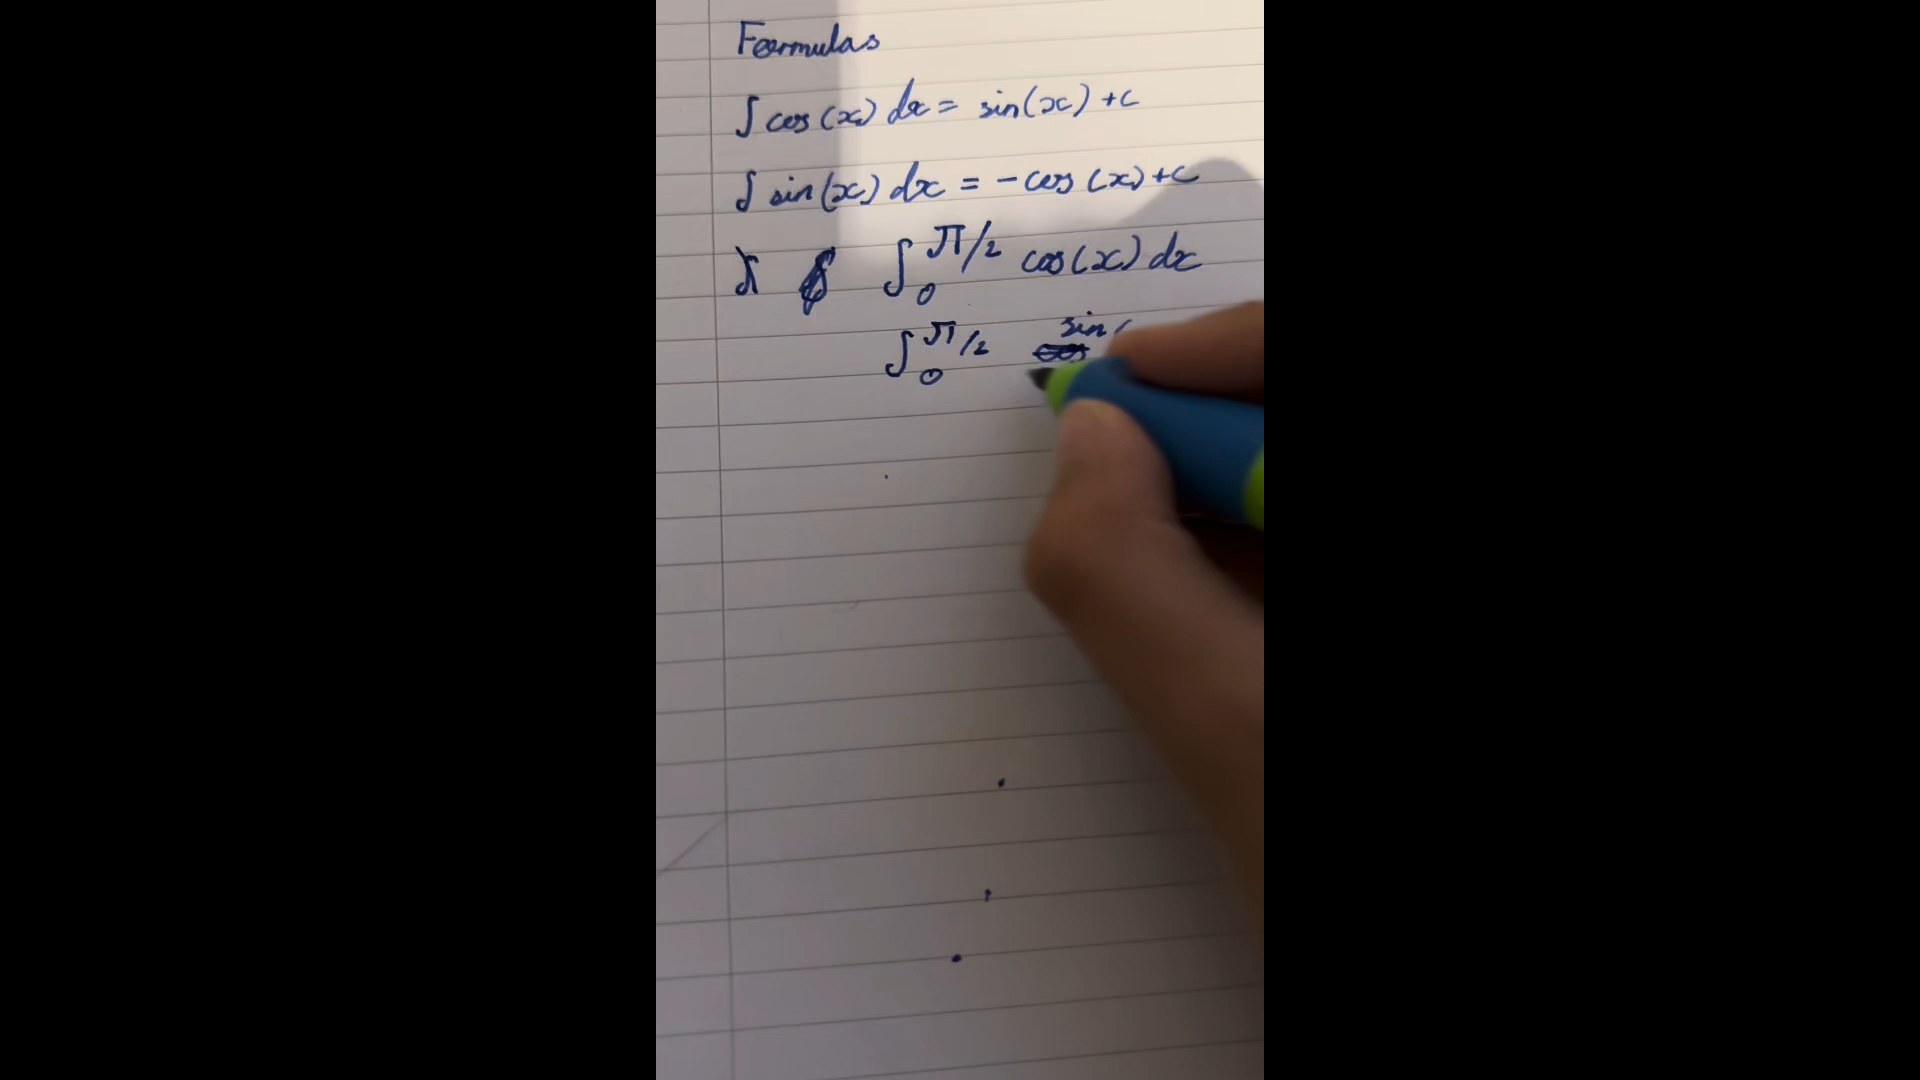 Formulas
∫ cos (x) dx = sin(x) +c
∫ sin (x) dx = - cos (x) +c
∫₀^π/2 cos (x) dx
∫₀^π/2 sin (